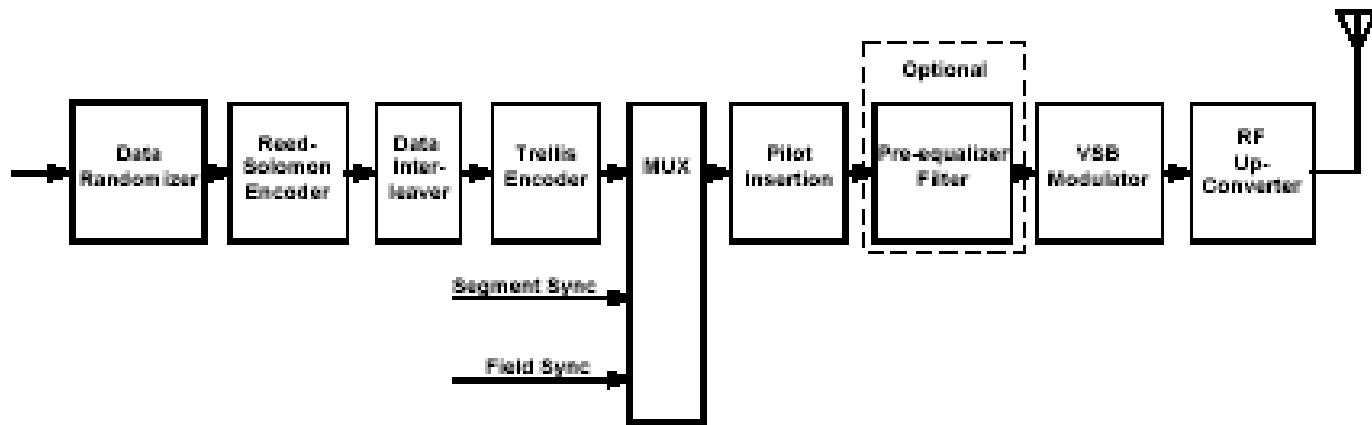 Optional
Data
Randomizer
Reed-
Solomon
Encoder
Data
Inter-
leaver
Trellis
Encoder
MUX
Pilot
Insertion
Pre-equalizer
Filter
VSB
Modulator
RF
Up-
Converter
Segment Sync
Field Sync